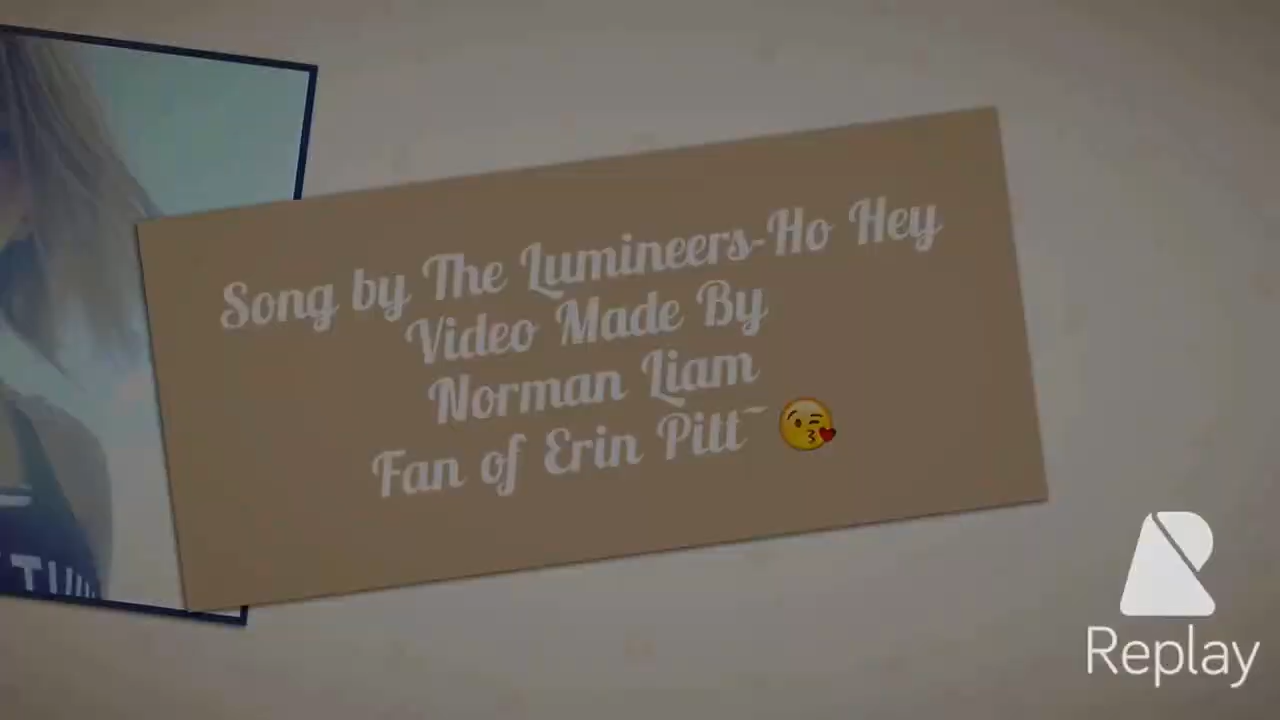 Song by The Lumineers-Ho Hey
Video Made By
Norman Liam
Fan of Erin Pitt~ 😘
Replay